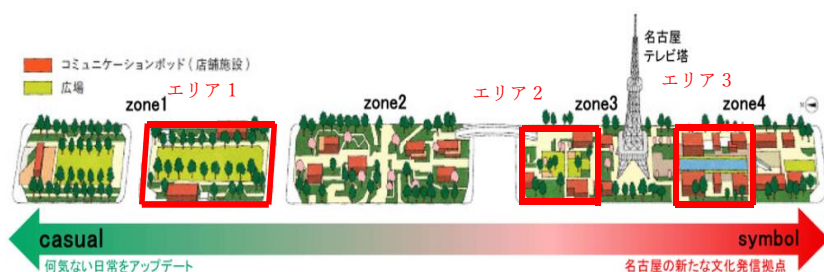 名古屋
テレビ塔
コミュニケーションポッド(店舗施設)
広場
エリア1
エリア2
エリア3
zone1
zone2
zone3
zone4
casual
symbol
何気ない日常をアップデート
名古屋の新たな文化発信拠点